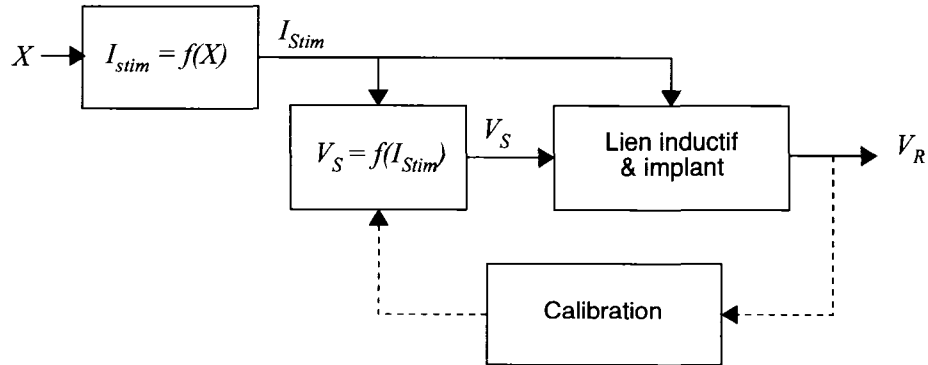 X
I_stim = f(X)
I_Stim
V_S = f(I_Stim)
V_S
Lien inductif
& implant
V_R
Calibration